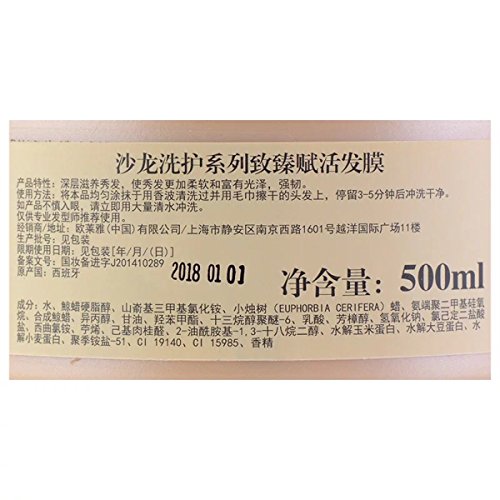 沙龙洗护系列致臻赋活发膜
产品特性：深层滋养秀发，使秀发更加柔软和富有光泽，强韧。
使用方法：将本品均匀涂抹于用香波清洗过并用毛巾擦干的头发上，停留3-5分钟后冲洗干净。
如产品不慎入眼，请立即用大量清水冲洗。
仅供专业发型师推荐使用。
经销商/地址：欧莱雅(中国)有限公司/上海市静安区南京西路1601号越洋国际广场11楼
生产批号：见包装
限期使用日期：见包装[年/月/(日)]
备案文号：国妆备进字J201410289
原产国：西班牙
2018 01 01
净含量：500ml
成分：水、鲸蜡硬脂醇，山嵛基三甲基氯化铵、小烛树（EUPHORBIA CERIFERA）蜡、氨端聚二甲基硅氧
烷、合成鲸蜡、异丙醇、甘油、羟苯甲酯、十三烷醇聚醚-6、乳酸、芳樟醇、氢氧化钠、氯己定二盐酸
盐、西曲氯铵、苧烯、己基肉桂醛、2-油酰胺基-1,3-十八烷二醇、水解玉米蛋白、水解大豆蛋白、水解
小麦蛋白、聚季铵盐-51、CI 19140、CI 15985、香精